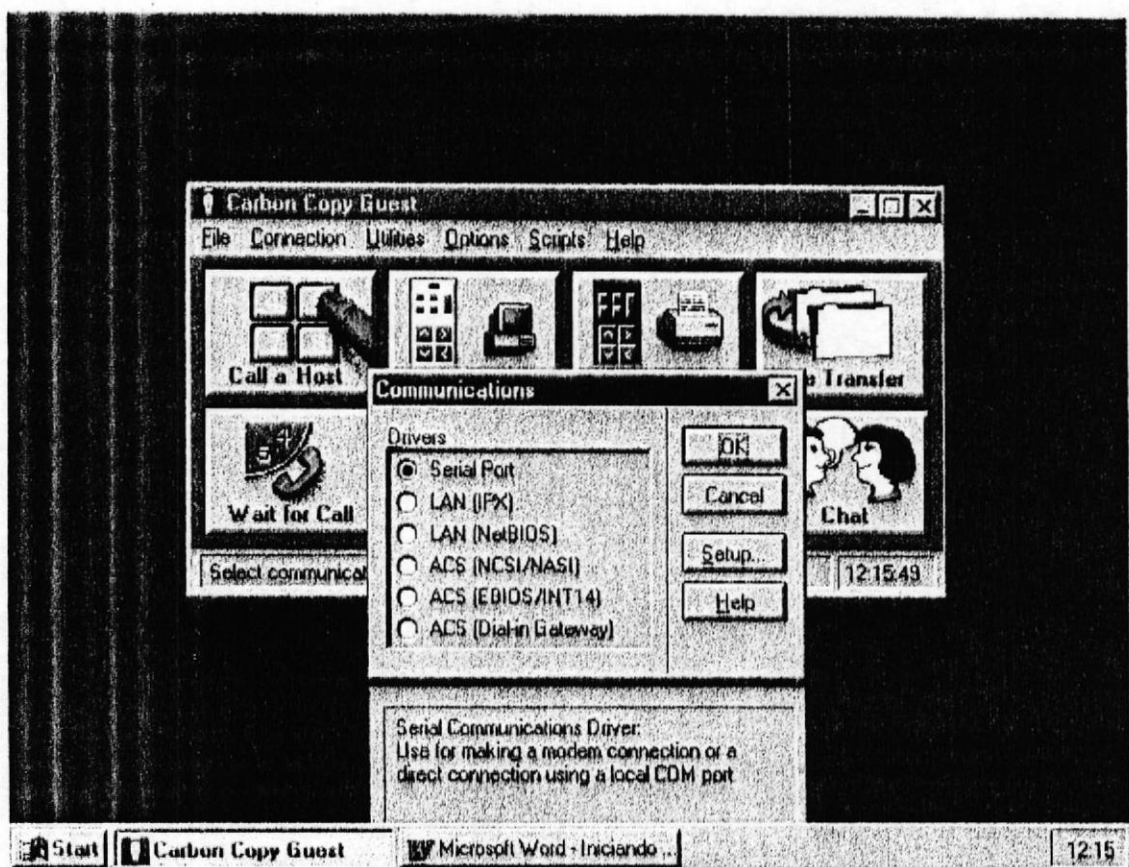 Carbon Copy Guest
File Connection Utilities Options Scripts Help
Call a Host
Transfer
Wait for Call
Chat
Select communicat
12:15:49
Communications
Drivers
Serial Port
LAN (IPX)
LAN (NetBIOS)
ACS (NCSI/NASI)
ACS (EBIOS/INT14)
ACS (Dial-in Gateway)
OK
Cancel
Setup...
Help
Serial Communications Driver:
Use for making a modem connection or a
direct connection using a local COM port
Start Carbon Copy Guest Microsoft Word - Iniciando ... 12:15